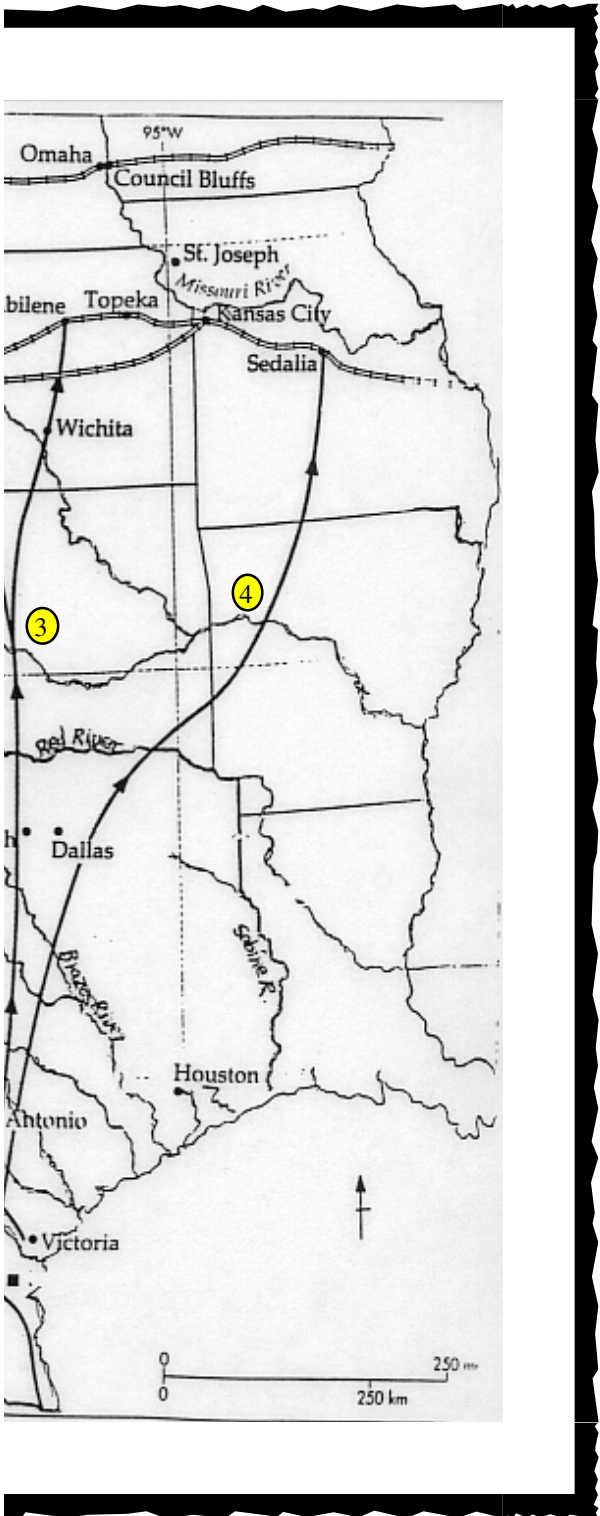 95°W
Omaha
Council Bluffs
St. Joseph
Missouri River
bilene
Topeka
Kansas City
Sedalia
Wichita
4
3
Red River
h
Dallas
Sabine R.
Brazos River
Houston
Antonio
Victoria
0
250
0
250 km